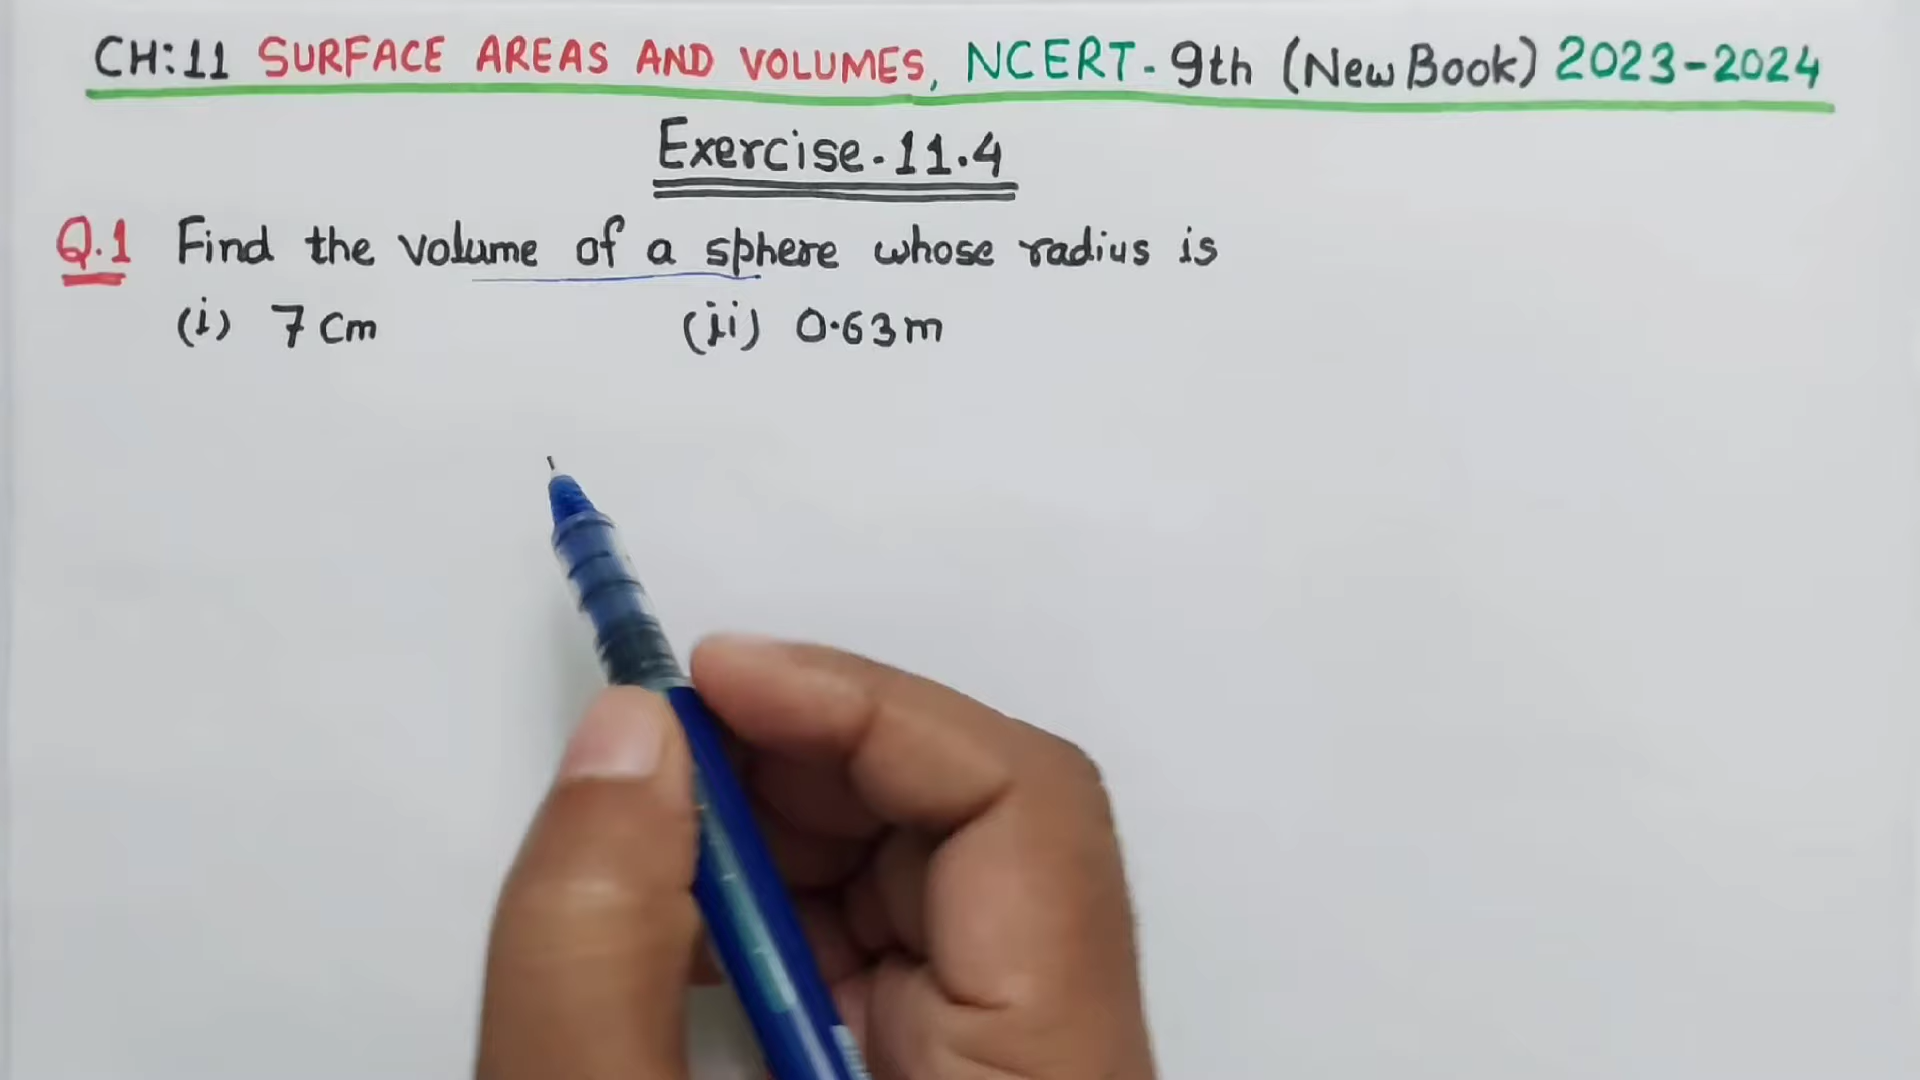 CH:11 SURFACE AREAS AND VOLUMES, NCERT- 9th (New Book) 2023-2024
Exercise-11.4
Q.1 Find the volume of a sphere whose radius is
(i) 7 cm (ii) 0.63 m